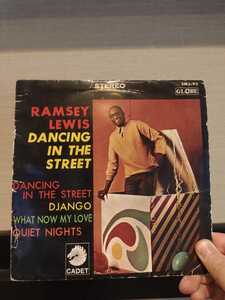 STEREO
GLOBE
RAMSEY
LEWIS
DANCING
IN THE
STREET
DANCING
IN THE STREET
DJANGO
WHAT NOW MY LOVE
QUIET NIGHTS
CADET